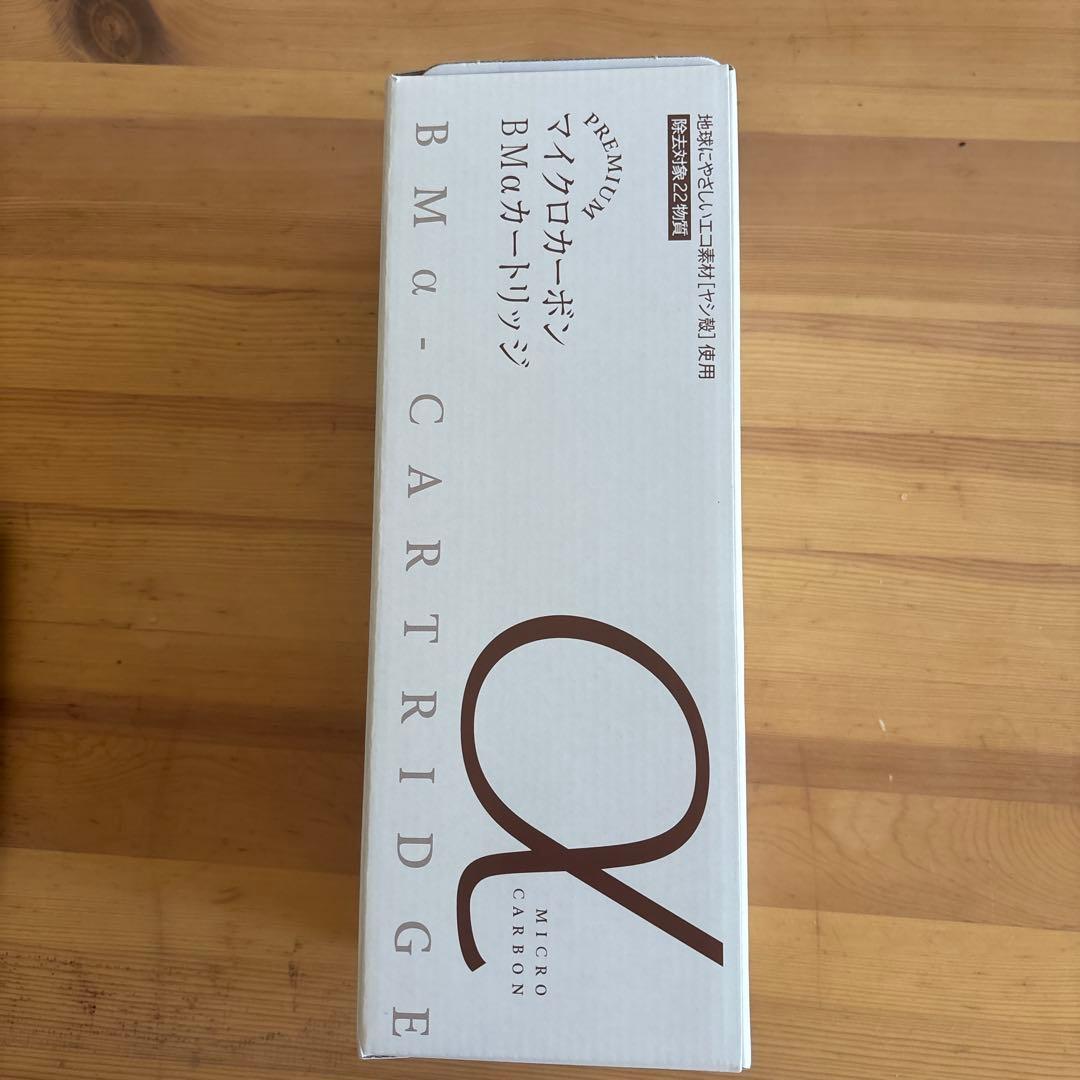 地球にやさしいエコ素材[ヤシ殻]使用
除去対象22物質
PREMIUM
マイクロカーボン
BMαカートリッジ
BMα-CARTRIDGE
α
MICRO
CARBON